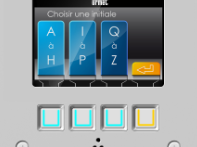 Choisir une initiale
A I Q
à à à
H P Z